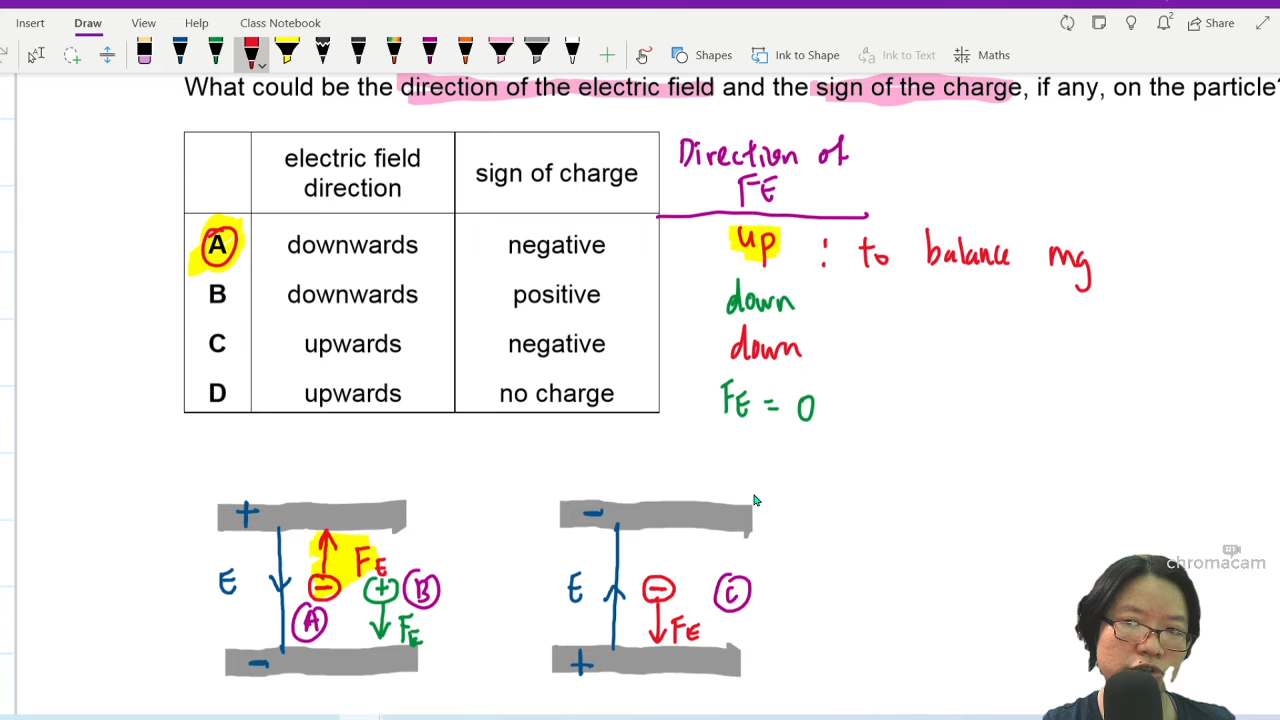 Insert Draw View Help Class Notebook
Share
Shapes Ink to Shape Ink to Text Maths
What could be the direction of the electric field and the sign of the charge, if any, on the particle?
electric field direction sign of charge Direction of FE
A downwards negative up : to balance mg
B downwards positive down
C upwards negative down
D upwards no charge FE = 0
+ -
E - FE + B E - C
A FE FE
- +
chromacam